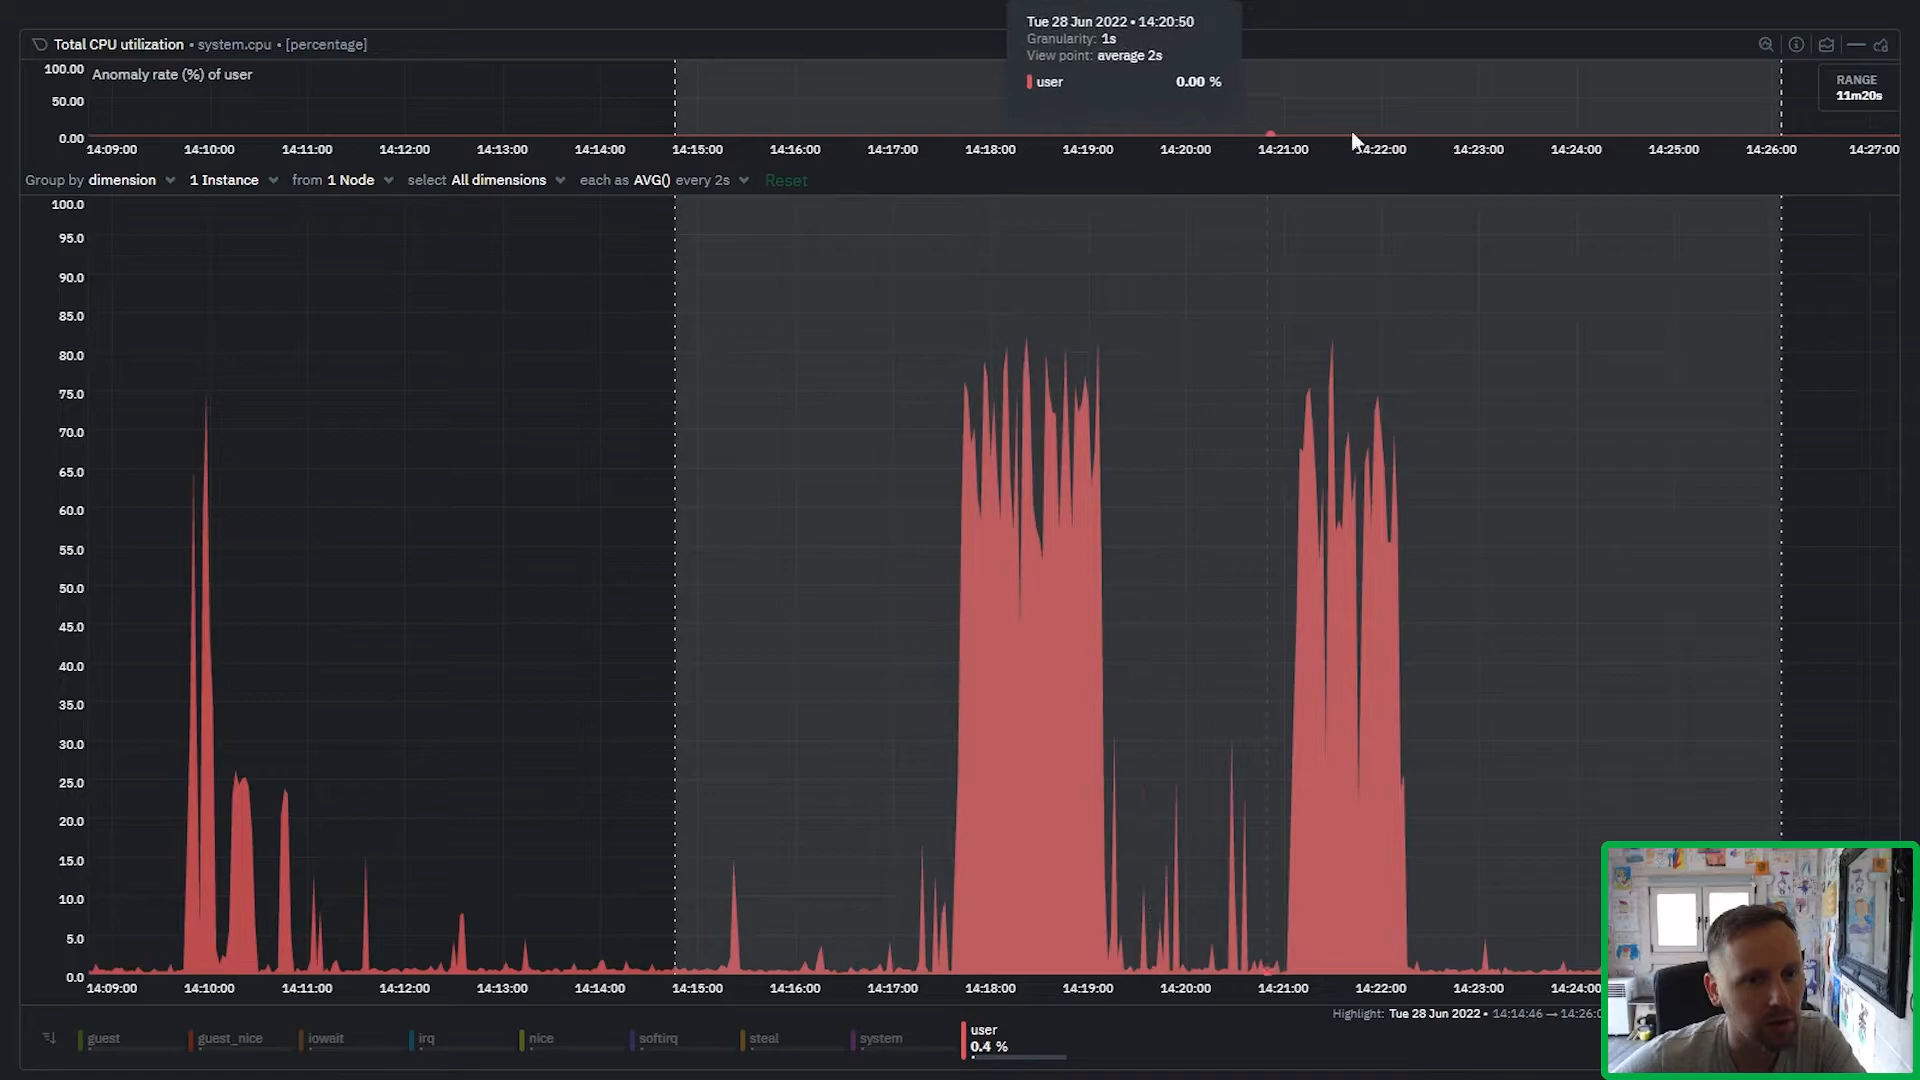 Tue 28 Jun 2022 • 14:20:50
Granularity: 1s
View point: average 2s
user 0.00 %
Total CPU utilization • system.cpu • [percentage]
RANGE
11m20s
Anomaly rate (%) of user
100.00
50.00
0.00
14:09:00 14:10:00 14:11:00 14:12:00 14:13:00 14:14:00 14:15:00 14:16:00 14:17:00 14:18:00 14:19:00 14:20:00 14:21:00 14:22:00 14:23:00 14:24:00 14:25:00 14:26:00 14:27:00
Group by dimension 1 Instance from 1 Node select All dimensions each as AVG() every 2s Reset
100.0
95.0
90.0
85.0
80.0
75.0
70.0
65.0
60.0
55.0
50.0
45.0
40.0
35.0
30.0
25.0
20.0
15.0
10.0
5.0
0.0
14:09:00 14:10:00 14:11:00 14:12:00 14:13:00 14:14:00 14:15:00 14:16:00 14:17:00 14:18:00 14:19:00 14:20:00 14:21:00 14:22:00 14:23:00 14:24:00
Highlight: Tue 28 Jun 2022 • 14:14:46 → 14:26:0
guest guest_nice iowait irq nice softirq steal system user
0.4 %